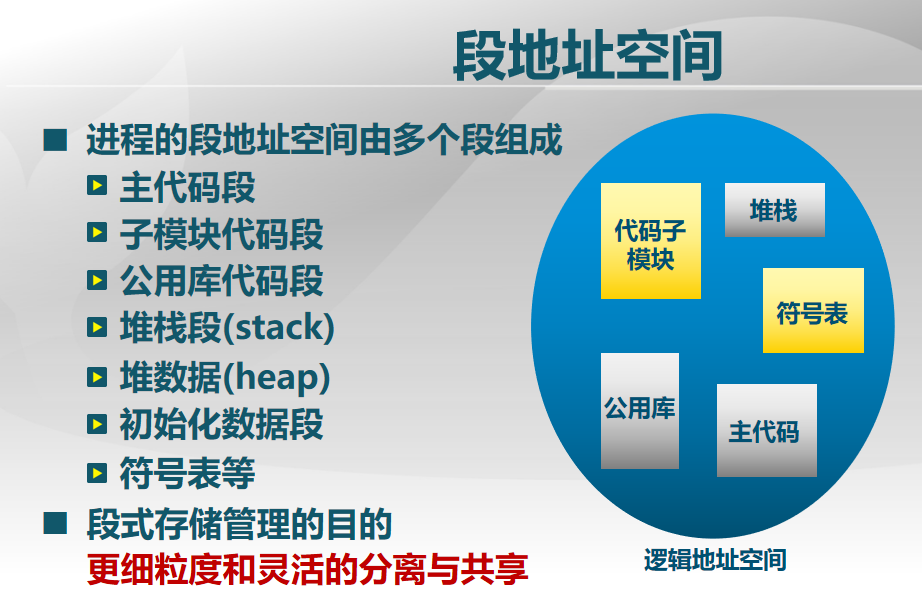 段地址空间
进程的段地址空间由多个段组成
主代码段
子模块代码段
公用库代码段
堆栈段(stack)
堆数据(heap)
初始化数据段
符号表等
段式存储管理的目的
更细粒度和灵活的分离与共享
代码子
模块
堆栈
符号表
公用库
主代码
逻辑地址空间